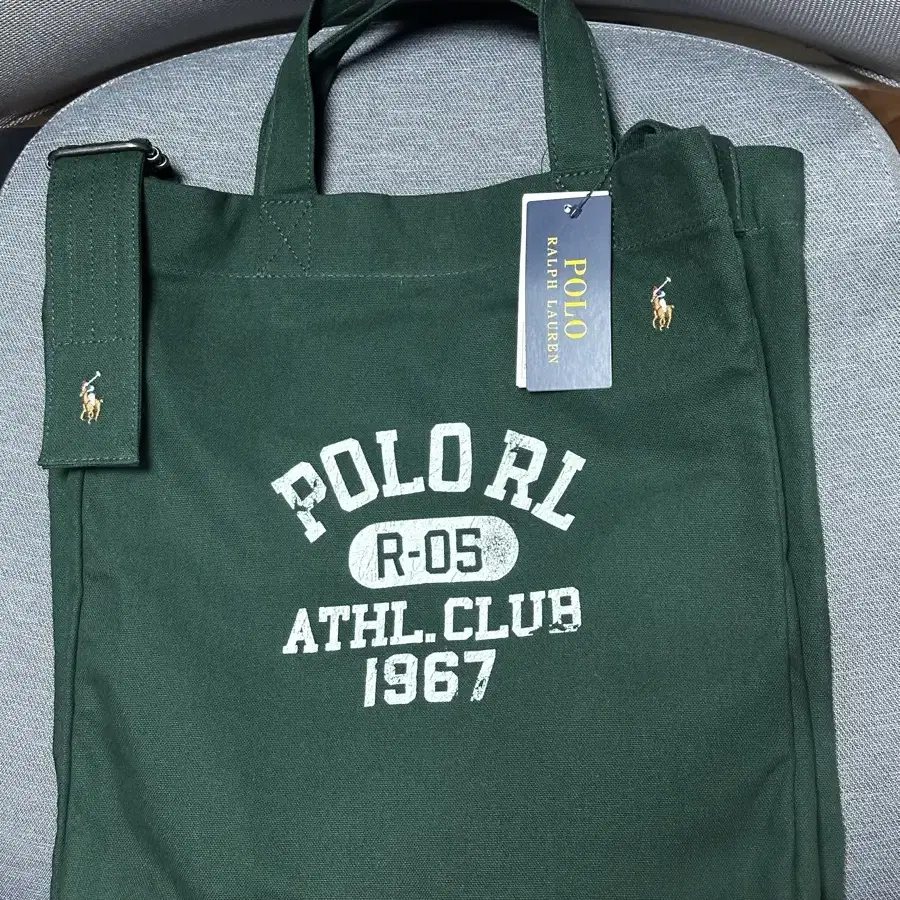 POLO
RALPH LAUREN
POLO RL
R-05
ATHL. CLUB
1967